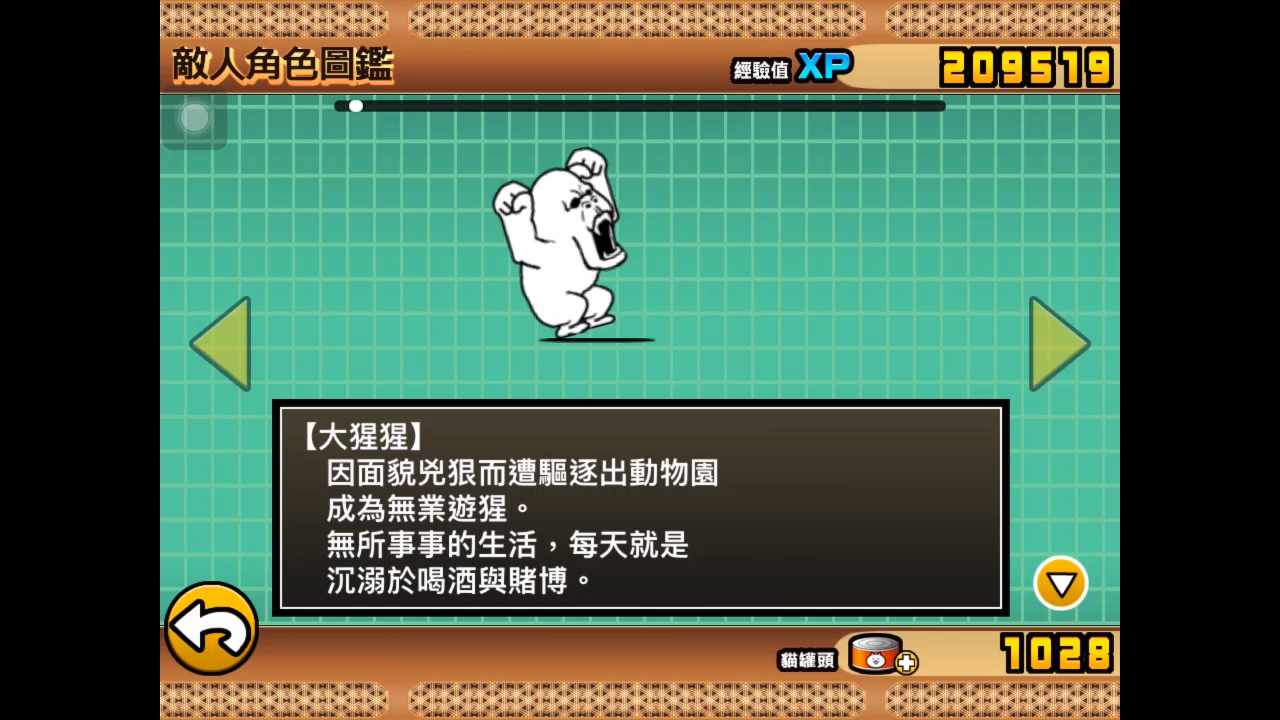 敵人角色圖鑑
經驗值 XP 209519
【大猩猩】
因面貌兇狠而遭驅逐出動物園
成為無業遊猩。
無所事事的生活，每天就是
沉溺於喝酒與賭博。
貓罐頭 1028